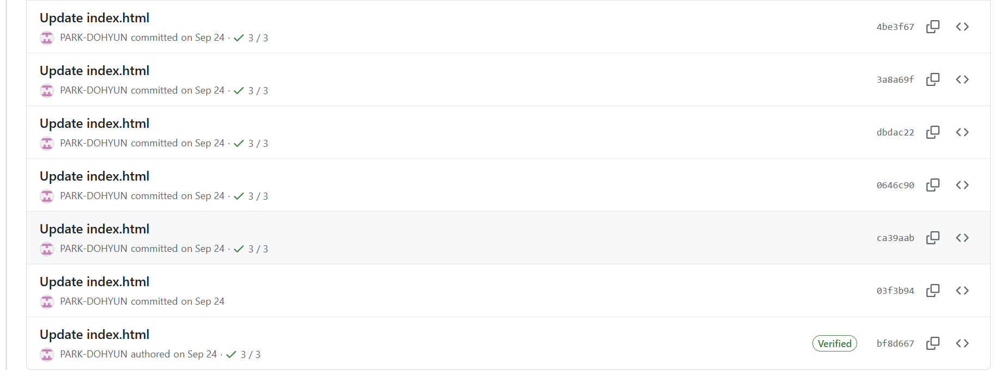 Update index.html
PARK-DOHYUN committed on Sep 24 · 3 / 3
4be3f67
Update index.html
PARK-DOHYUN committed on Sep 24 · 3 / 3
3a8a69f
Update index.html
PARK-DOHYUN committed on Sep 24 · 3 / 3
dbdac22
Update index.html
PARK-DOHYUN committed on Sep 24 · 3 / 3
0646c90
Update index.html
PARK-DOHYUN committed on Sep 24 · 3 / 3
ca39aab
Update index.html
PARK-DOHYUN committed on Sep 24
03f3b94
Update index.html
PARK-DOHYUN authored on Sep 24 · 3 / 3
Verified bf8d667